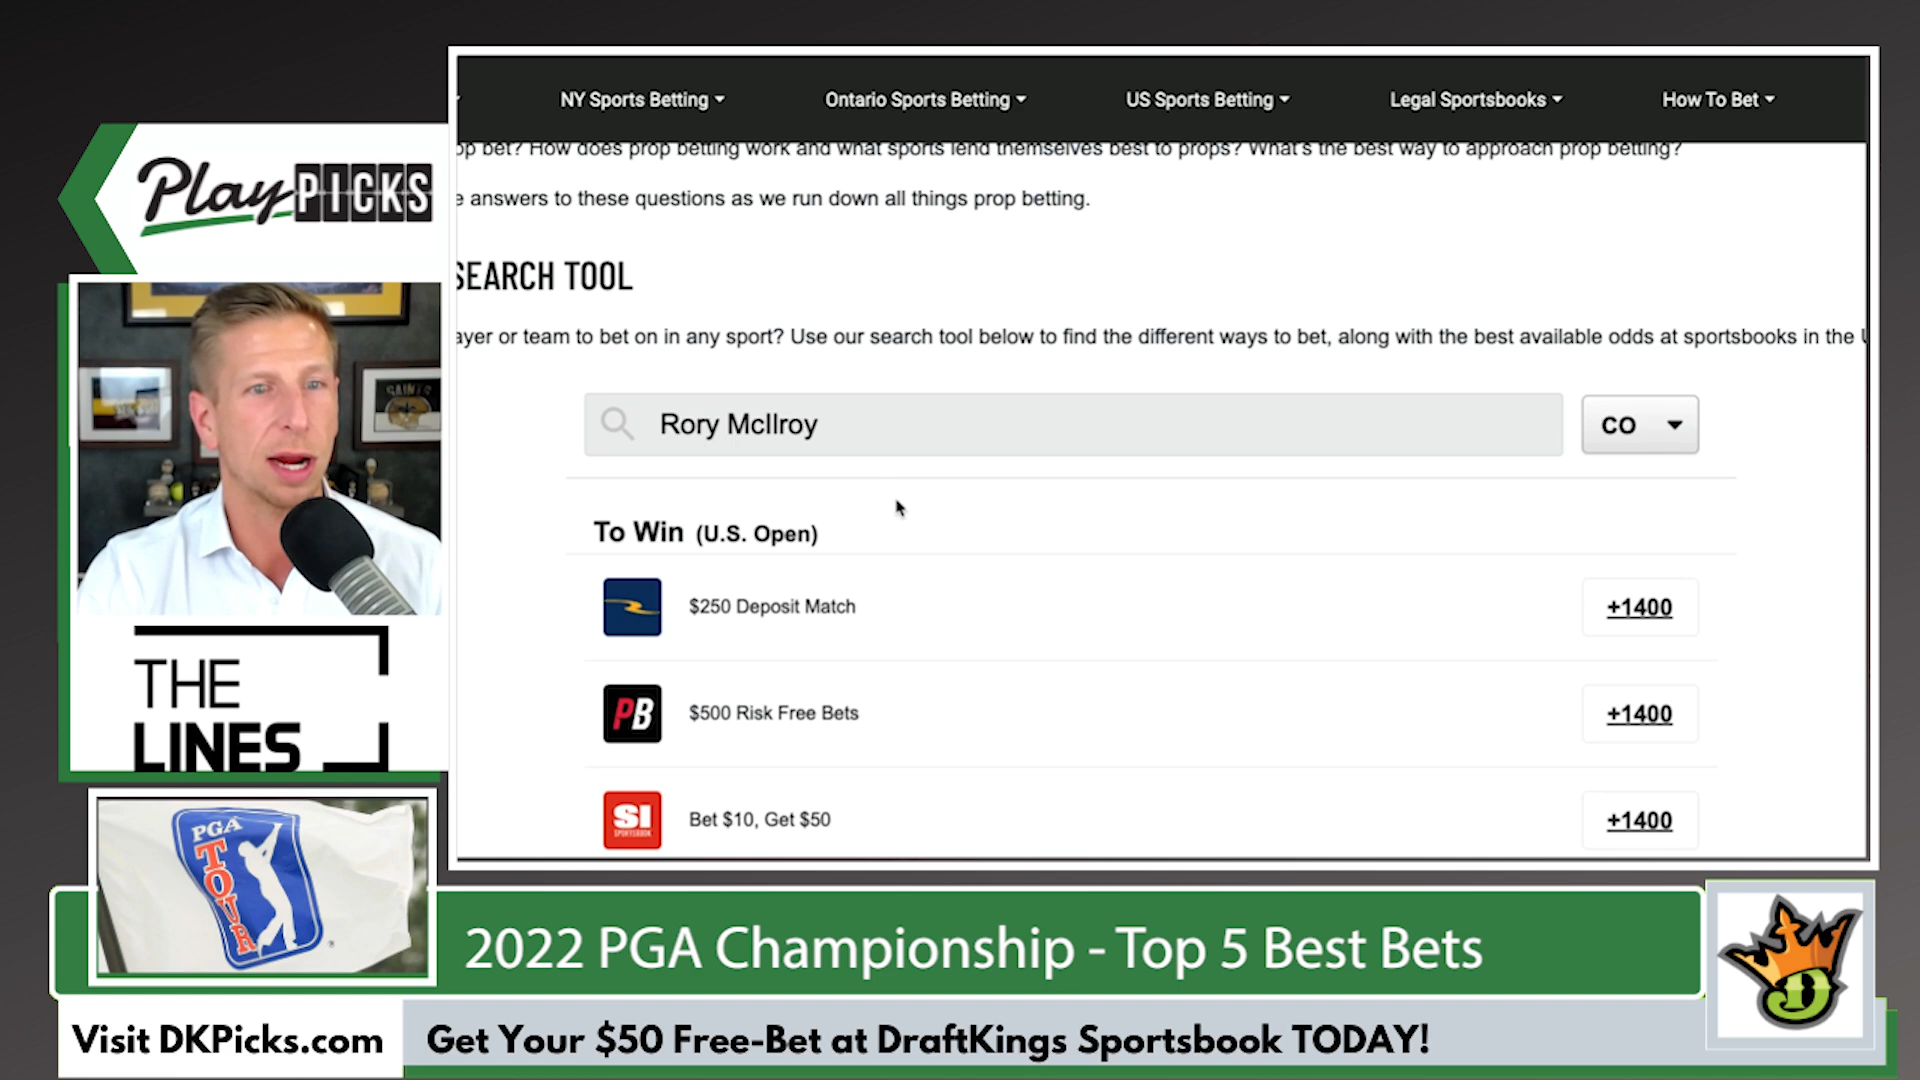 NY Sports Betting
Ontario Sports Betting
US Sports Betting
Legal Sportsbooks
How To Bet
op bet? How does prop betting work and what sports lend themselves best to props? What's the best way to approach prop betting?
e answers to these questions as we run down all things prop betting.
SEARCH TOOL
ayer or team to bet on in any sport? Use our search tool below to find the different ways to bet, along with the best available odds at sportsbooks in the
Rory McIlroy
CO
To Win (U.S. Open)
$250 Deposit Match
+1400
PB
$500 Risk Free Bets
+1400
SI
SPORTSBOOK
Bet $10, Get $50
+1400
Play PICKS
SAINTS
THE
LINES
PGA
TOUR
2022 PGA Championship - Top 5 Best Bets
D
Visit DKPicks.com
Get Your $50 Free-Bet at DraftKings Sportsbook TODAY!